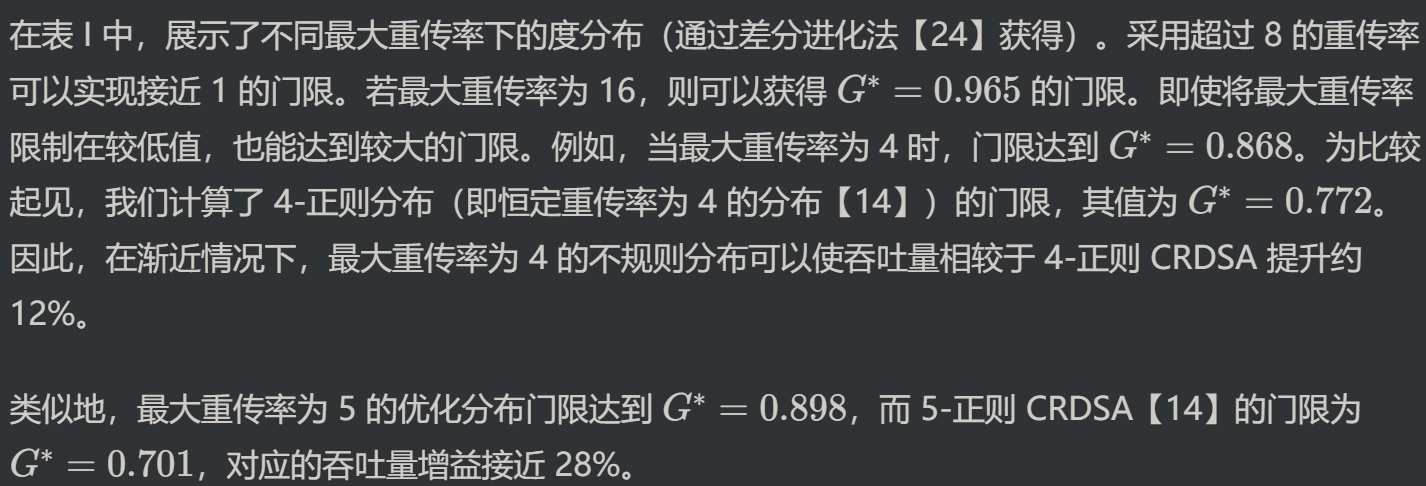 在表 I 中，展示了不同最大重传率下的度分布（通过差分进化法【24】获得）。采用超过 8 的重传率
可以实现接近 1 的门限。若最大重传率为 16，则可以获得 G* = 0.965 的门限。即使将最大重传率
限制在较低值，也能达到较大的门限。例如，当最大重传率为 4 时，门限达到 G* = 0.868。为比较
起见，我们计算了 4-正则分布（即恒定重传率为 4 的分布【14】）的门限，其值为 G* = 0.772。
因此，在渐近情况下，最大重传率为 4 的不规则分布可以使吞吐量相较于 4-正则 CRDSA 提升约
12%。
类似地，最大重传率为 5 的优化分布门限达到 G* = 0.898，而 5-正则 CRDSA【14】的门限为
G* = 0.701，对应的吞吐量增益接近 28%。